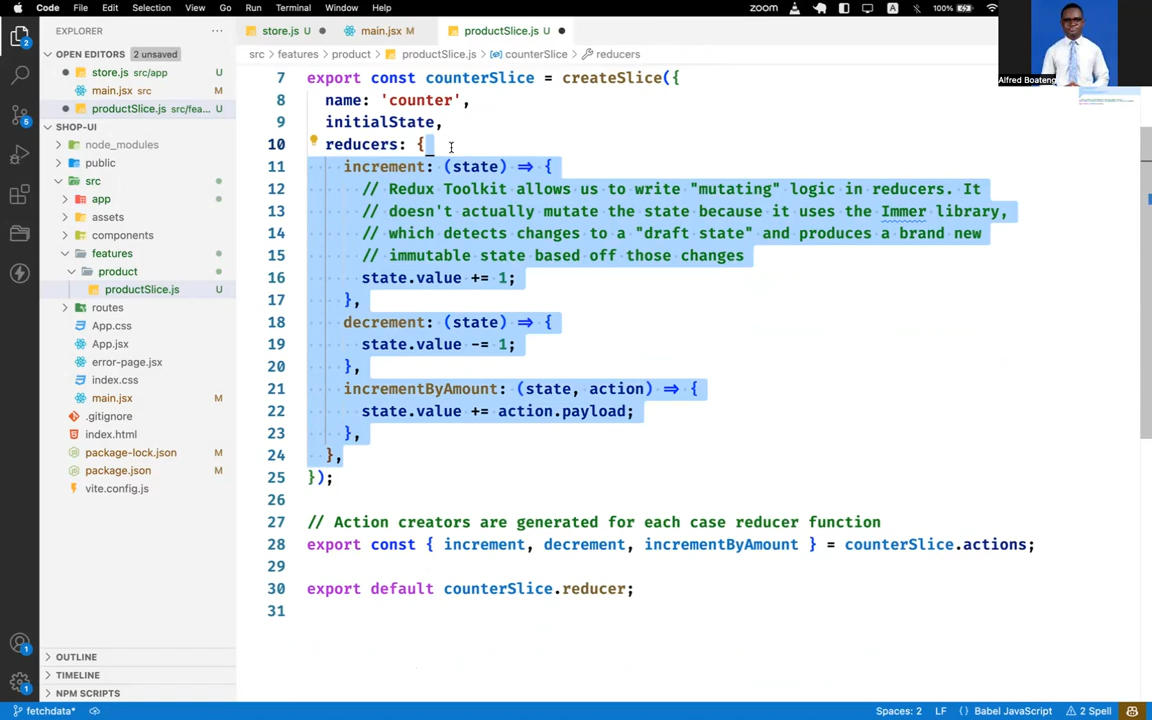 Code File Edit Selection View Go Run Terminal Window Help zoom A 100%
Alfred Boateng
EXPLORER ···
OPEN EDITORS 2 unsaved
store.js src/app U
main.jsx src M
productSlice.js src/fea... U
SHOP-UI
node_modules
public
src
app
assets
components
features
product
productSlice.js U
routes
App.css
App.jsx
error-page.jsx
index.css
main.jsx M
.gitignore
index.html
package-lock.json M
package.json M
vite.config.js
OUTLINE
TIMELINE
NPM SCRIPTS
2
5
1
1
store.js
main.jsx M
productSlice.js U
src > features > product > productSlice.js > counterSlice > reducers
7 export const counterSlice = createSlice({
8 name: 'counter',
9 initialState,
10 reducers: {
11 increment: (state) => {
12 // Redux Toolkit allows us to write "mutating" logic in reducers. It
13 // doesn't actually mutate the state because it uses the Immer library,
14 // which detects changes to a "draft state" and produces a brand new
15 // immutable state based off those changes
16 state.value += 1;
17 },
18 decrement: (state) => {
19 state.value -= 1;
20 },
21 incrementByAmount: (state, action) => {
22 state.value += action.payload;
23 },
24 },
25 });
26
27 // Action creators are generated for each case reducer function
28 export const { increment, decrement, incrementByAmount } = counterSlice.actions;
29
30 export default counterSlice.reducer;
31
fetchdata* Spaces: 2 LF {} Babel JavaScript 2 Spell